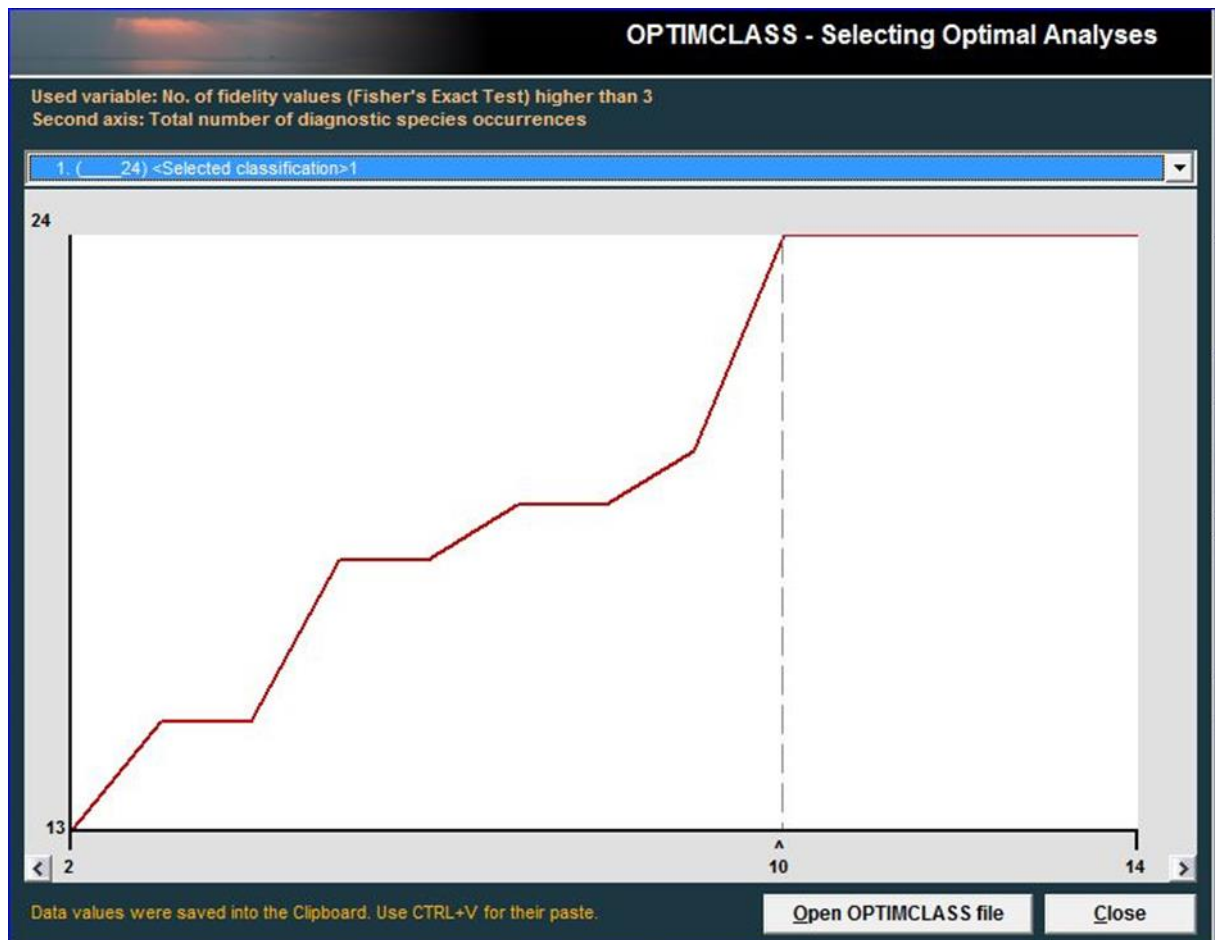 OPTIMCLASS - Selecting Optimal Analyses
Used variable: No. of fidelity values (Fisher's Exact Test) higher than 3
Second axis: Total number of diagnostic species occurrences
1. (____24) <Selected classification>1
24
13
^
2 10 14
Data values were saved into the Clipboard. Use CTRL+V for their paste.
Open OPTIMCLASS file
Close